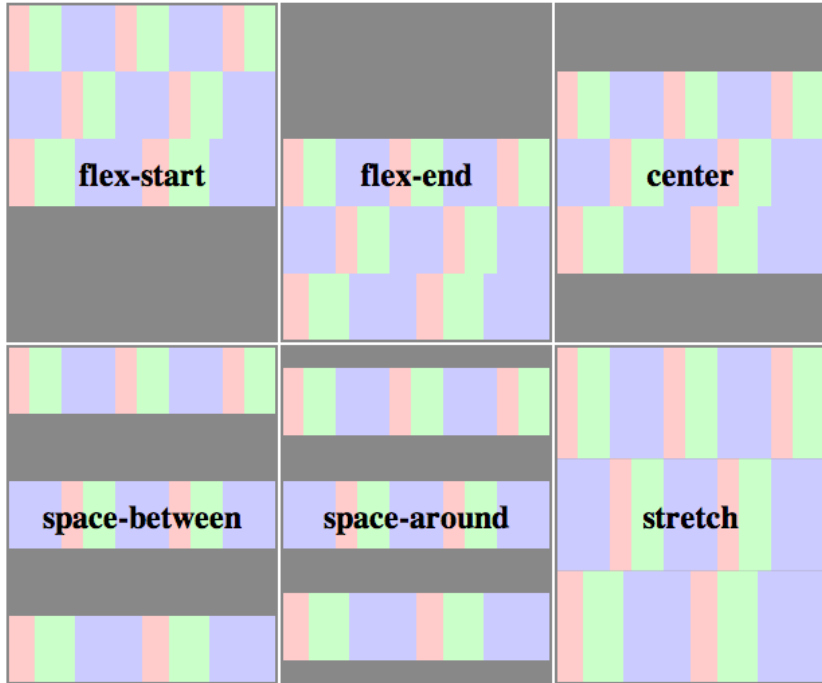 flex-start
flex-end
center
space-between
space-around
stretch